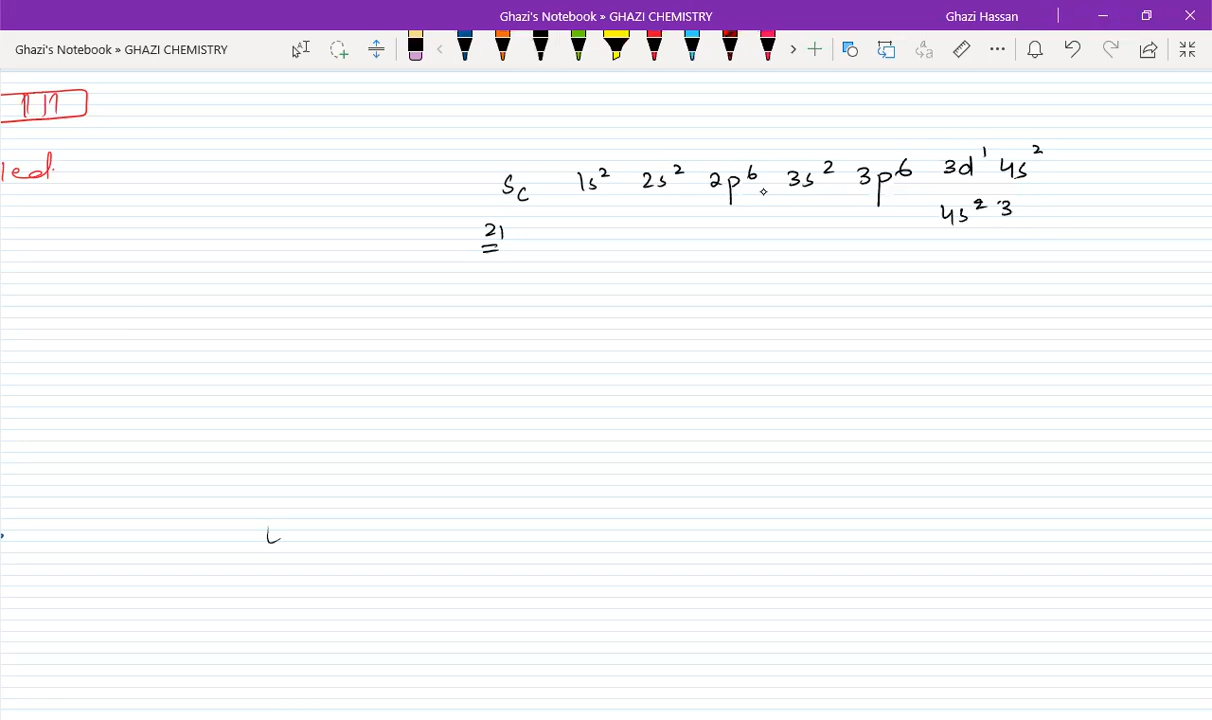 Ghazi's Notebook » GHAZI CHEMISTRY
Ghazi Hassan
Ghazi's Notebook » GHAZI CHEMISTRY
Sc 1s² 2s² 2p⁶ 3s² 3p⁶ 3d¹ 4s²
4s² 3
21